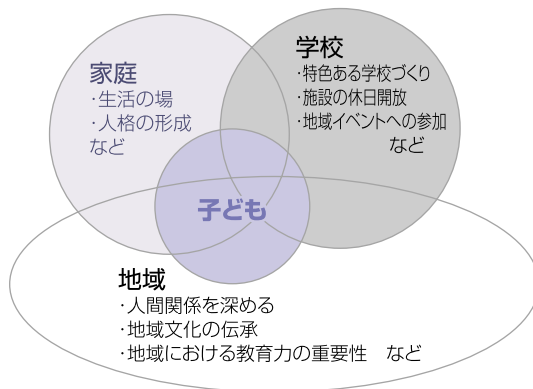 家庭
・生活の場
・人格の形成
など
学校
・特色ある学校づくり
・施設の休日開放
・地域イベントへの参加
など
子ども
地域
・人間関係を深める
・地域文化の伝承
・地域における教育力の重要性　など